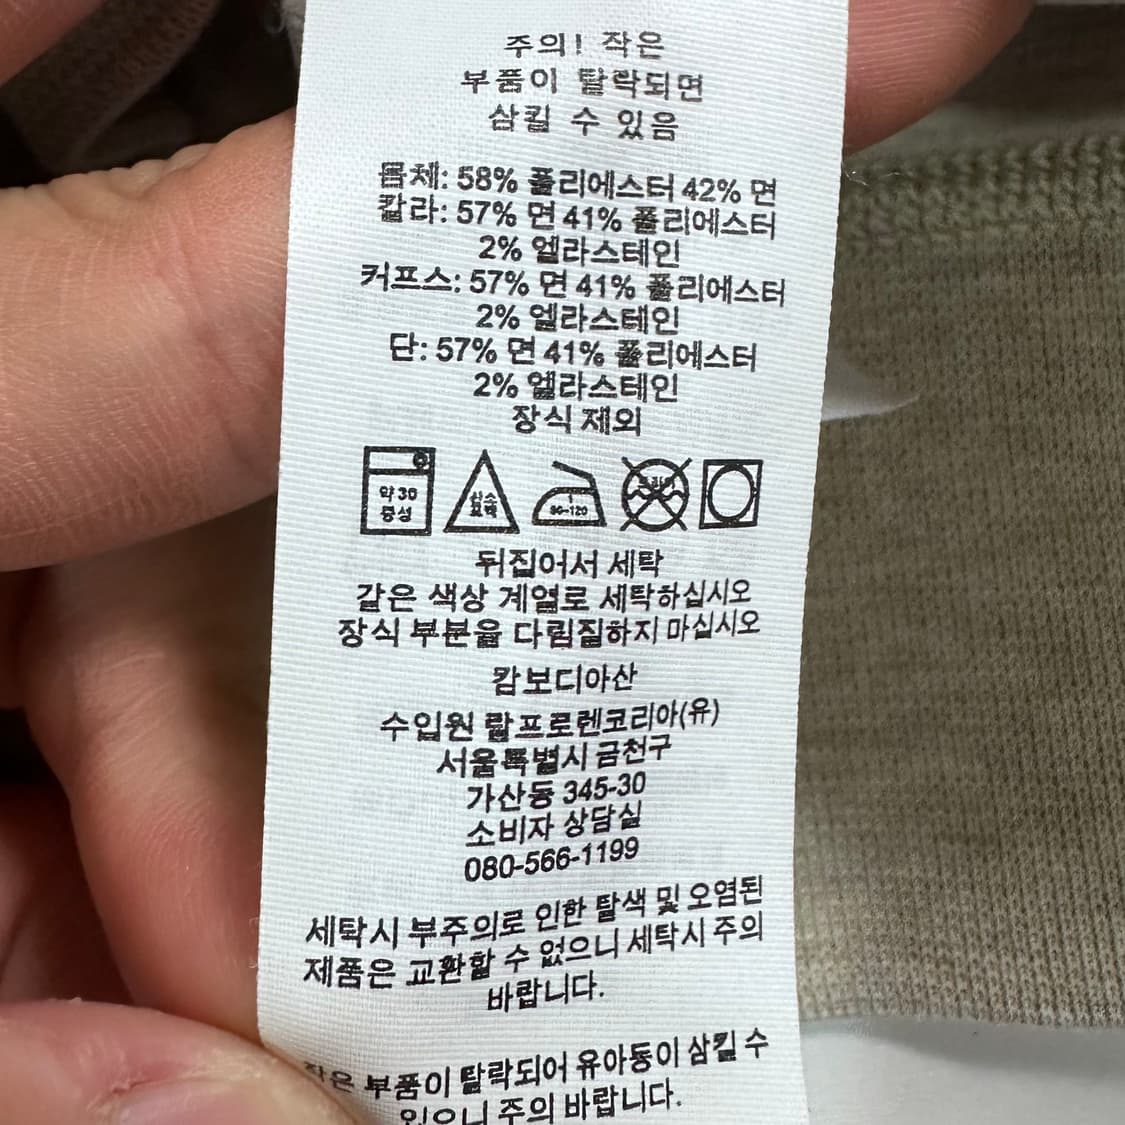 주의! 작은
부품이 탈락되면
삼킬 수 있음
몸체: 58% 폴리에스터 42% 면
칼라: 57% 면 41% 폴리에스터
2% 엘라스테인
커프스: 57% 면 41% 폴리에스터
2% 엘라스테인
단: 57% 면 41% 폴리에스터
2% 엘라스테인
장식 제외
약 30
중성
산소
표백
1
80-120
뒤집어서 세탁
같은 색상 계열로 세탁하십시오
장식 부분을 다림질하지 마십시오
캄보디아산
수입원 랄프로렌코리아(유)
서울특별시 금천구
가산동 345-30
소비자 상담실
080-566-1199
세탁시 부주의로 인한 탈색 및 오염된
제품은 교환할 수 없으니 세탁시 주의
바랍니다.
작은 부품이 탈락되어 유아동이 삼킬 수
있으니 주의 바랍니다.